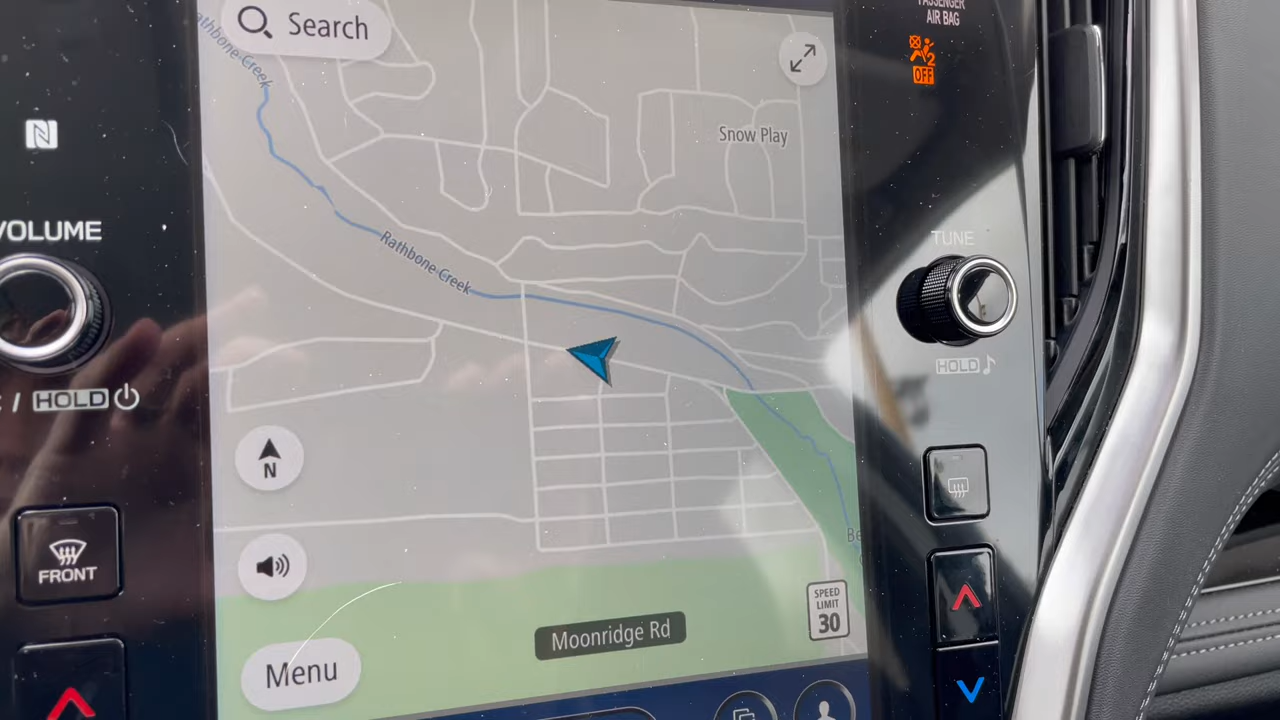 PASSENGER
AIR BAG
2
OFF
Search
Rathbone Creek
Snow Play
N
VOLUME
TUNE
Rathbone Creek
HOLD
/ HOLD
N
FRONT
SPEED
LIMIT
30
Moonridge Rd
Menu